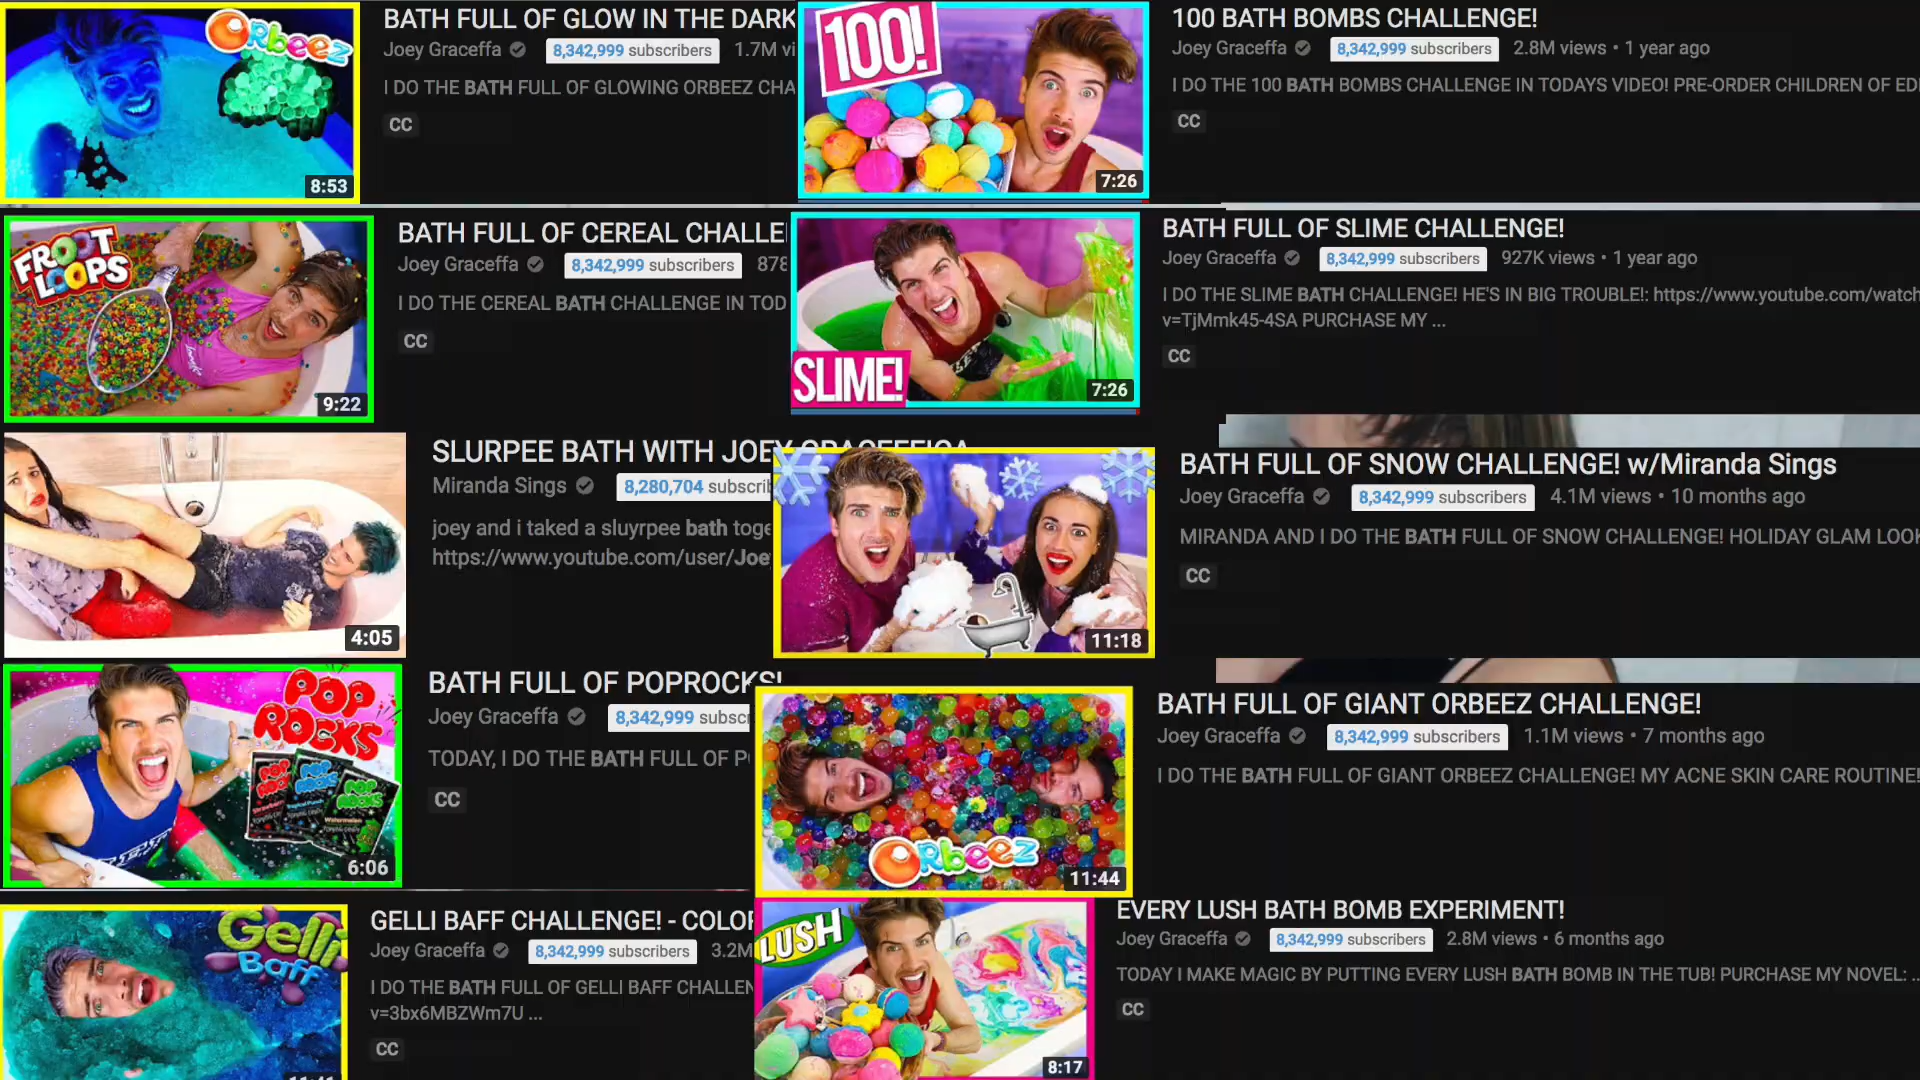 Orbeez
8:53
BATH FULL OF GLOW IN THE DARK
Joey Graceffa
8,342,999 subscribers 1.7M vi
I DO THE BATH FULL OF GLOWING ORBEEZ CHA
CC
100!
7:26
100 BATH BOMBS CHALLENGE!
Joey Graceffa
8,342,999 subscribers 2.8M views • 1 year ago
I DO THE 100 BATH BOMBS CHALLENGE IN TODAYS VIDEO! PRE-ORDER CHILDREN OF EDI
CC
FROOT
LOOPS
9:22
BATH FULL OF CEREAL CHALLE
Joey Graceffa
8,342,999 subscribers 878
I DO THE CEREAL BATH CHALLENGE IN TOD
CC
SLIME!
7:26
BATH FULL OF SLIME CHALLENGE!
Joey Graceffa
8,342,999 subscribers 927K views • 1 year ago
I DO THE SLIME BATH CHALLENGE! HE'S IN BIG TROUBLE!: https://www.youtube.com/watch
v=TjMmk45-4SA PURCHASE MY ...
CC
4:05
SLURPEE BATH WITH JOEY
Miranda Sings
8,280,704 subscrib
joey and i taked a sluyrpee bath toge
https://www.youtube.com/user/Joe
11:18
BATH FULL OF SNOW CHALLENGE! w/Miranda Sings
Joey Graceffa
8,342,999 subscribers 4.1M views • 10 months ago
MIRANDA AND I DO THE BATH FULL OF SNOW CHALLENGE! HOLIDAY GLAM LOOK
CC
POP
ROCKS
6:06
BATH FULL OF POPROCKS!
Joey Graceffa
8,342,999 subsc
TODAY, I DO THE BATH FULL OF P
CC
Orbeez
11:44
BATH FULL OF GIANT ORBEEZ CHALLENGE!
Joey Graceffa
8,342,999 subscribers 1.1M views • 7 months ago
I DO THE BATH FULL OF GIANT ORBEEZ CHALLENGE! MY ACNE SKIN CARE ROUTINE!
Gelli
Baff
GELLI BAFF CHALLENGE! - COLOR
Joey Graceffa
8,342,999 subscribers 3.2M
I DO THE BATH FULL OF GELLI BAFF CHALLEN
v=3bx6MBZWm7U ...
CC
LUSH
8:17
EVERY LUSH BATH BOMB EXPERIMENT!
Joey Graceffa
8,342,999 subscribers 2.8M views • 6 months ago
TODAY I MAKE MAGIC BY PUTTING EVERY LUSH BATH BOMB IN THE TUB! PURCHASE MY NOVEL: ...
CC